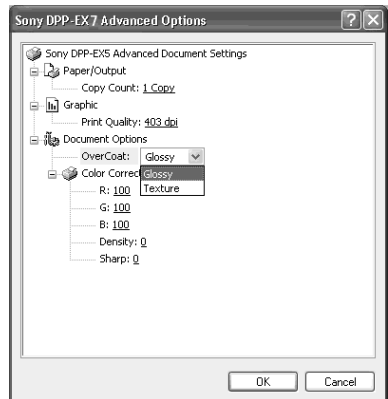 Sony DPP-EX7 Advanced Options
Sony DPP-EX5 Advanced Document Settings
Paper/Output
Copy Count: 1 Copy
Graphic
Print Quality: 403 dpi
Document Options
OverCoat: Glossy
Glossy
Texture
Color Correc
R: 100
G: 100
B: 100
Density: 0
Sharp: 0
OK Cancel